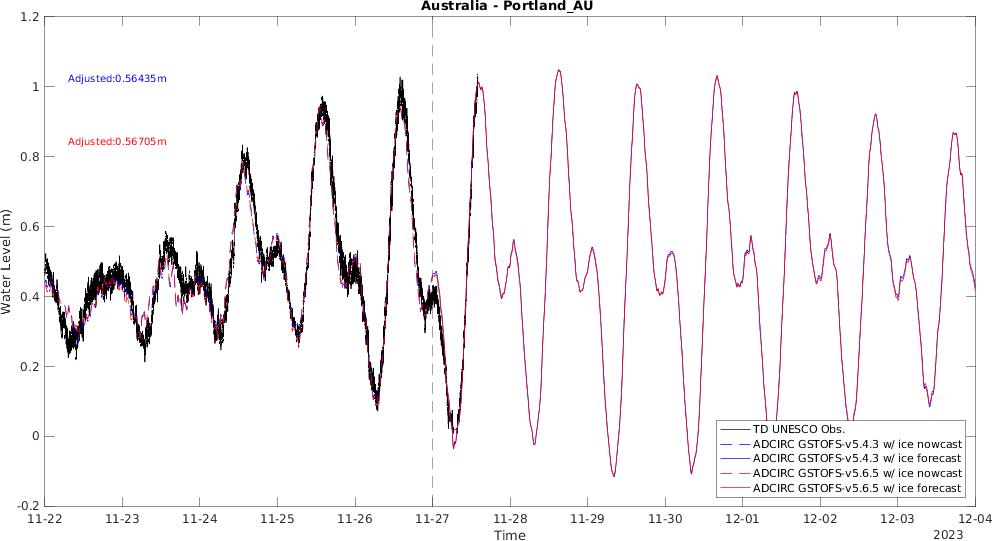 Australia - Portland_AU
1.2
1
0.8
0.6
0.4
0.2
0
-0.2
Water Level (m)
Adjusted:0.56435m
Adjusted:0.56705m
TD UNESCO Obs.
ADCIRC GSTOFS-v5.4.3 w/ ice nowcast
ADCIRC GSTOFS-v5.4.3 w/ ice forecast
ADCIRC GSTOFS-v5.6.5 w/ ice nowcast
ADCIRC GSTOFS-v5.6.5 w/ ice forecast
11-22 11-23 11-24 11-25 11-26 11-27 11-28 11-29 11-30 12-01 12-02 12-03 12-04
Time
2023